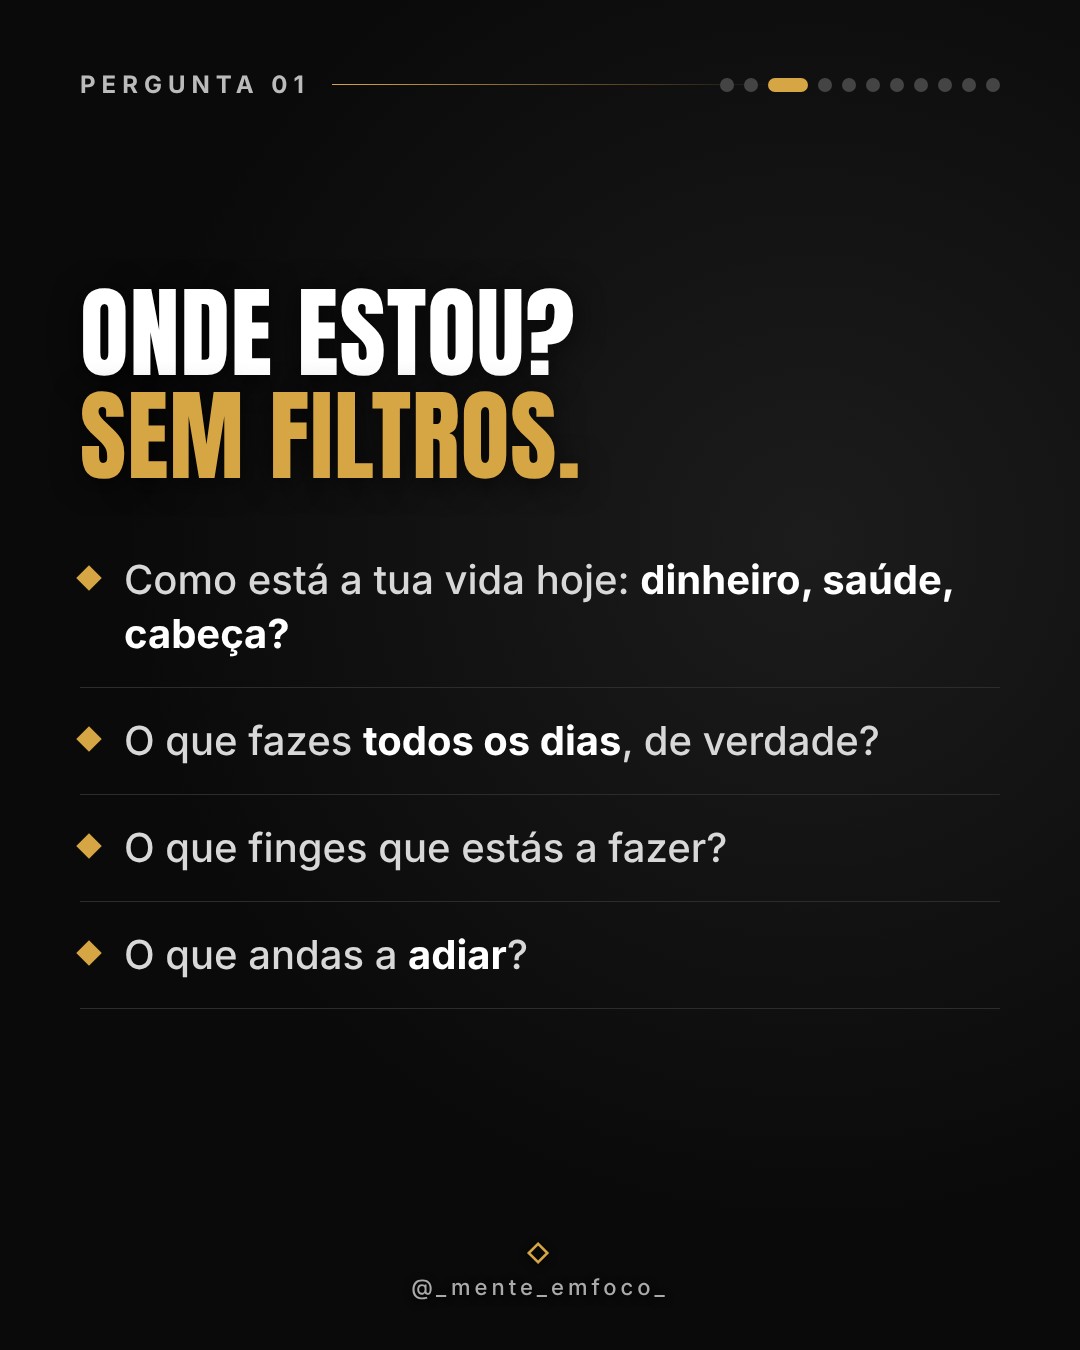 PERGUNTA 01
ONDE ESTOU?
SEM FILTROS.
Como está a tua vida hoje: dinheiro, saúde,
cabeça?
O que fazes todos os dias, de verdade?
O que finges que estás a fazer?
O que andas a adiar?
@_mente_emfoco_